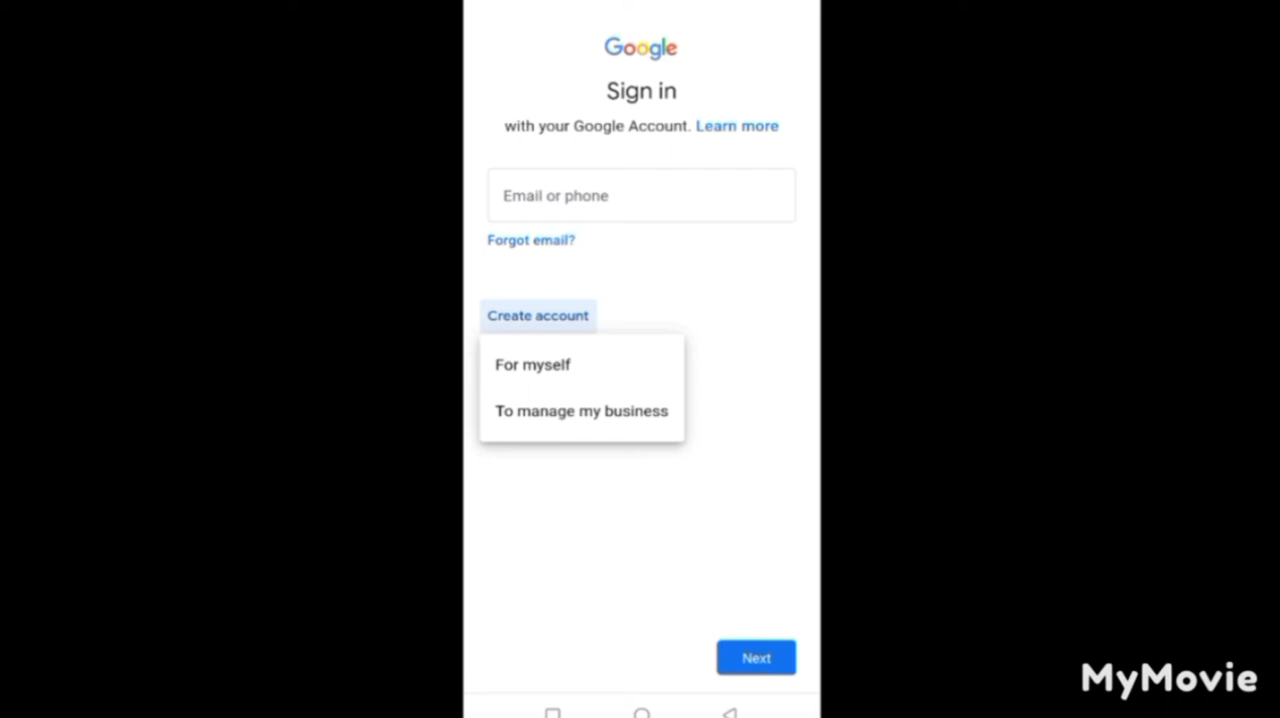 Google
Sign in
with your Google Account. Learn more
Email or phone
Forgot email?
Create account
For myself
To manage my business
Next
MyMovie